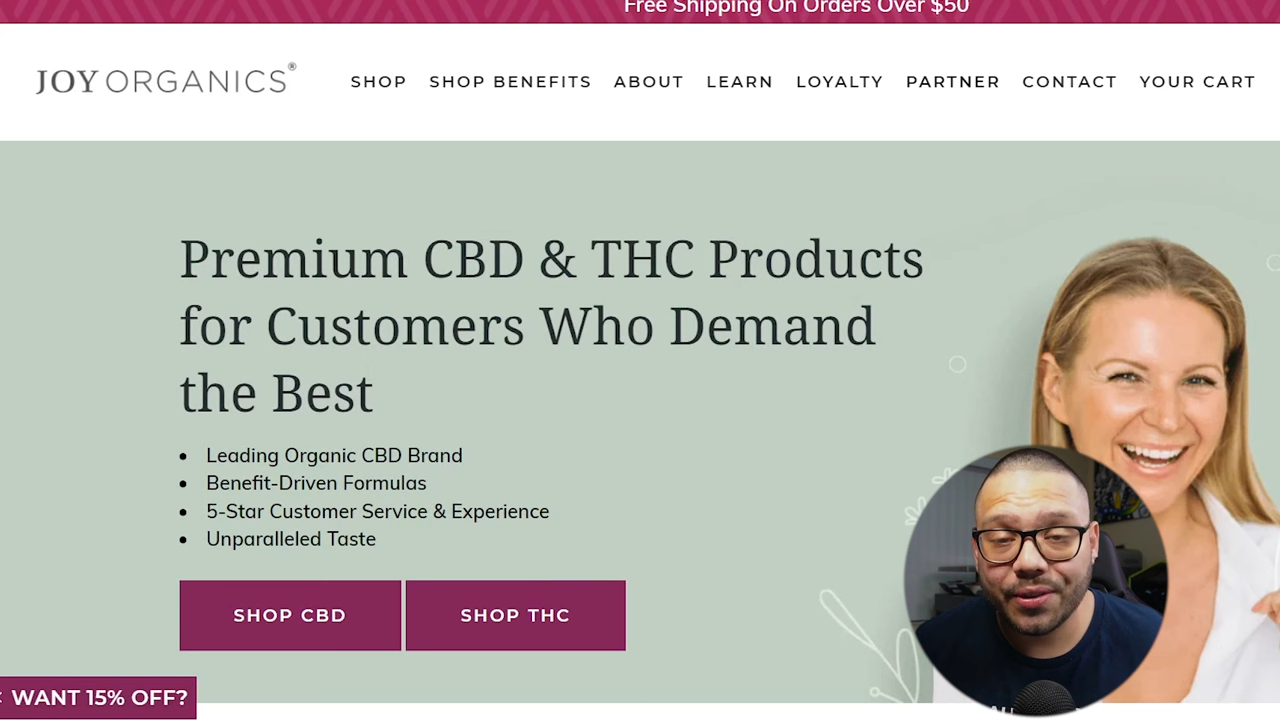 Free Shipping On Orders Over $50
JOY ORGANICS®
SHOP
SHOP BENEFITS
ABOUT
LEARN
LOYALTY
PARTNER
CONTACT
YOUR CART
Premium CBD & THC Products
for Customers Who Demand
the Best
• Leading Organic CBD Brand
• Benefit-Driven Formulas
• 5-Star Customer Service & Experience
• Unparalleled Taste
SHOP CBD
SHOP THC
WANT 15% OFF?